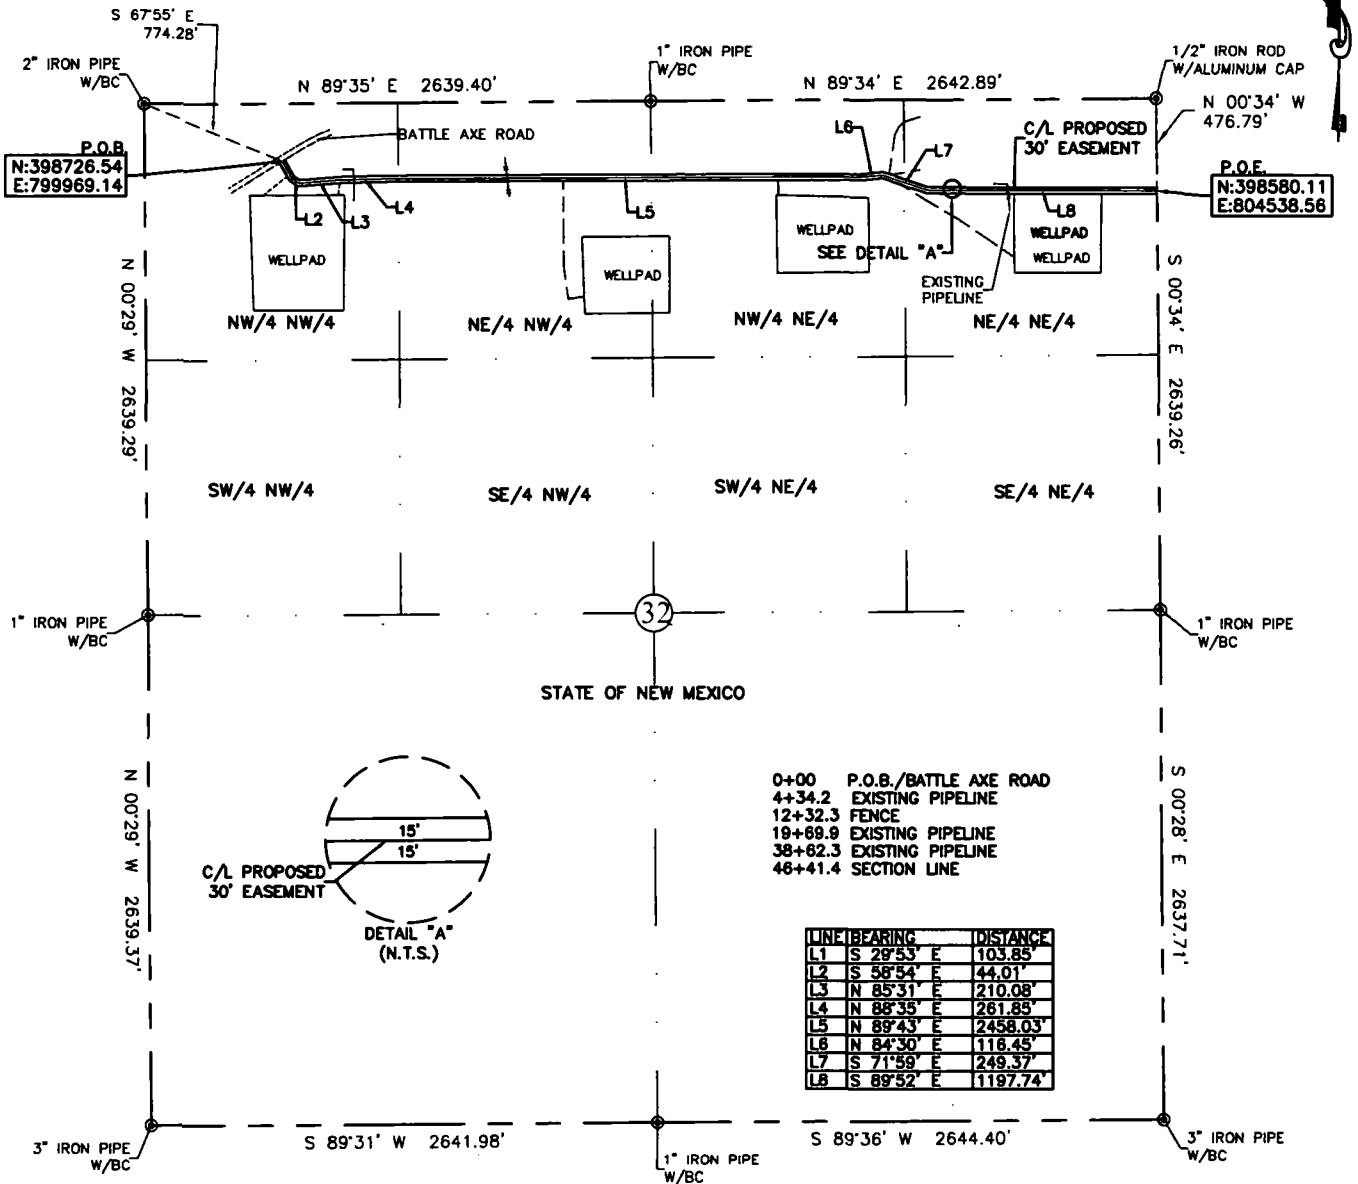 S 67°55' E
774.28'
2" IRON PIPE
W/BC
N 89°35' E 2639.40'
1" IRON PIPE
W/BC
N 89°34' E 2642.89'
1/2" IRON ROD
W/ALUMINUM CAP
N 00°34' W
476.79'
P.O.B.
N:398726.54
E:799969.14
BATTLE AXE ROAD
L6
L7
C/L PROPOSED
30' EASEMENT
P.O.E.
N:398580.11
E:804538.56
L2
L3
L4
L5
L8
WELLPAD
WELLPAD
WELLPAD
WELLPAD
WELLPAD
SEE DETAIL "A"
EXISTING
PIPELINE
NW/4 NW/4
NE/4 NW/4
NW/4 NE/4
NE/4 NE/4
N 00°29' W 2639.29'
S 00°34' E 2639.26'
SW/4 NW/4
SE/4 NW/4
SW/4 NE/4
SE/4 NE/4
1" IRON PIPE
W/BC
32
1" IRON PIPE
W/BC
STATE OF NEW MEXICO
N 00°29' W 2639.37'
S 00°28' E 2637.71'
15'
15'
C/L PROPOSED
30' EASEMENT
DETAIL "A"
(N.T.S.)
0+00 P.O.B./BATTLE AXE ROAD
4+34.2 EXISTING PIPELINE
12+32.3 FENCE
19+69.9 EXISTING PIPELINE
38+62.3 EXISTING PIPELINE
46+41.4 SECTION LINE
LINE BEARING DISTANCE
L1 S 29°53' E 103.85'
L2 S 58°54' E 44.01'
L3 N 85°31' E 210.08'
L4 N 88°35' E 261.85'
L5 N 89°43' E 2458.03'
L6 N 84°30' E 116.45'
L7 S 71°59' E 249.37'
L8 S 89°52' E 1197.74'
3" IRON PIPE
W/BC
S 89°31' W 2641.98'
1" IRON PIPE
W/BC
S 89°36' W 2644.40'
3" IRON PIPE
W/BC